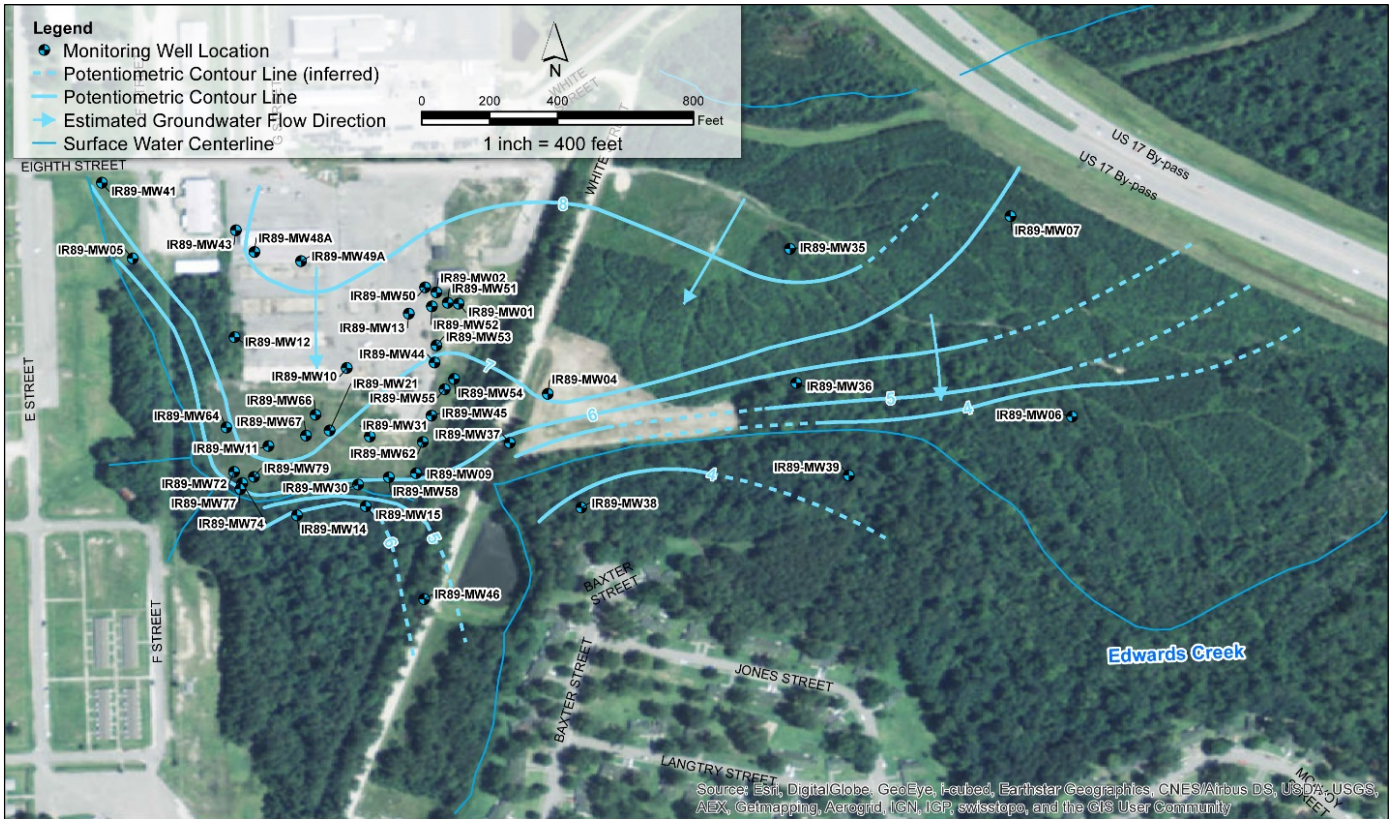 Legend
Monitoring Well Location
Potentiometric Contour Line (inferred)
Potentiometric Contour Line
Estimated Groundwater Flow Direction
Surface Water Centerline
N
0 200 400 800
Feet
1 inch = 400 feet
WHITE STREET
WHITE
US 17 By-pass
US 17 By-pass
EIGHTH STREET
IR89-MW41
8
IR89-MW07
IR89-MW43
IR89-MW48A
IR89-MW35
IR89-MW05
IR89-MW49A
IR89-MW02
IR89-MW50
IR89-MW51
IR89-MW01
IR89-MW13
IR89-MW52
IR89-MW53
IR89-MW12
IR89-MW44
7
IR89-MW10
IR89-MW21
IR89-MW04
IR89-MW36
IR89-MW55
IR89-MW54
E STREET
5
IR89-MW66
IR89-MW45
6
4
IR89-MW64
IR89-MW67
IR89-MW31
IR89-MW37
IR89-MW06
IR89-MW11
IR89-MW62
IR89-MW79
IR89-MW09
IR89-MW39
4
IR89-MW72
IR89-MW30
IR89-MW58
IR89-MW77
IR89-MW38
IR89-MW74
IR89-MW15
IR89-MW14
6
5
BAXTER
STREET
IR89-MW46
F STREET
Edwards Creek
JONES STREET
BAXTER STREET
LANGTRY STREET
Source: Esri, DigitalGlobe, GeoEye, i-cubed, Earthstar Geographics, CNES/Airbus DS, USDA, USGS,
AEX, Getmapping, Aerogrid, IGN, IGP, swisstopo, and the GIS User Community